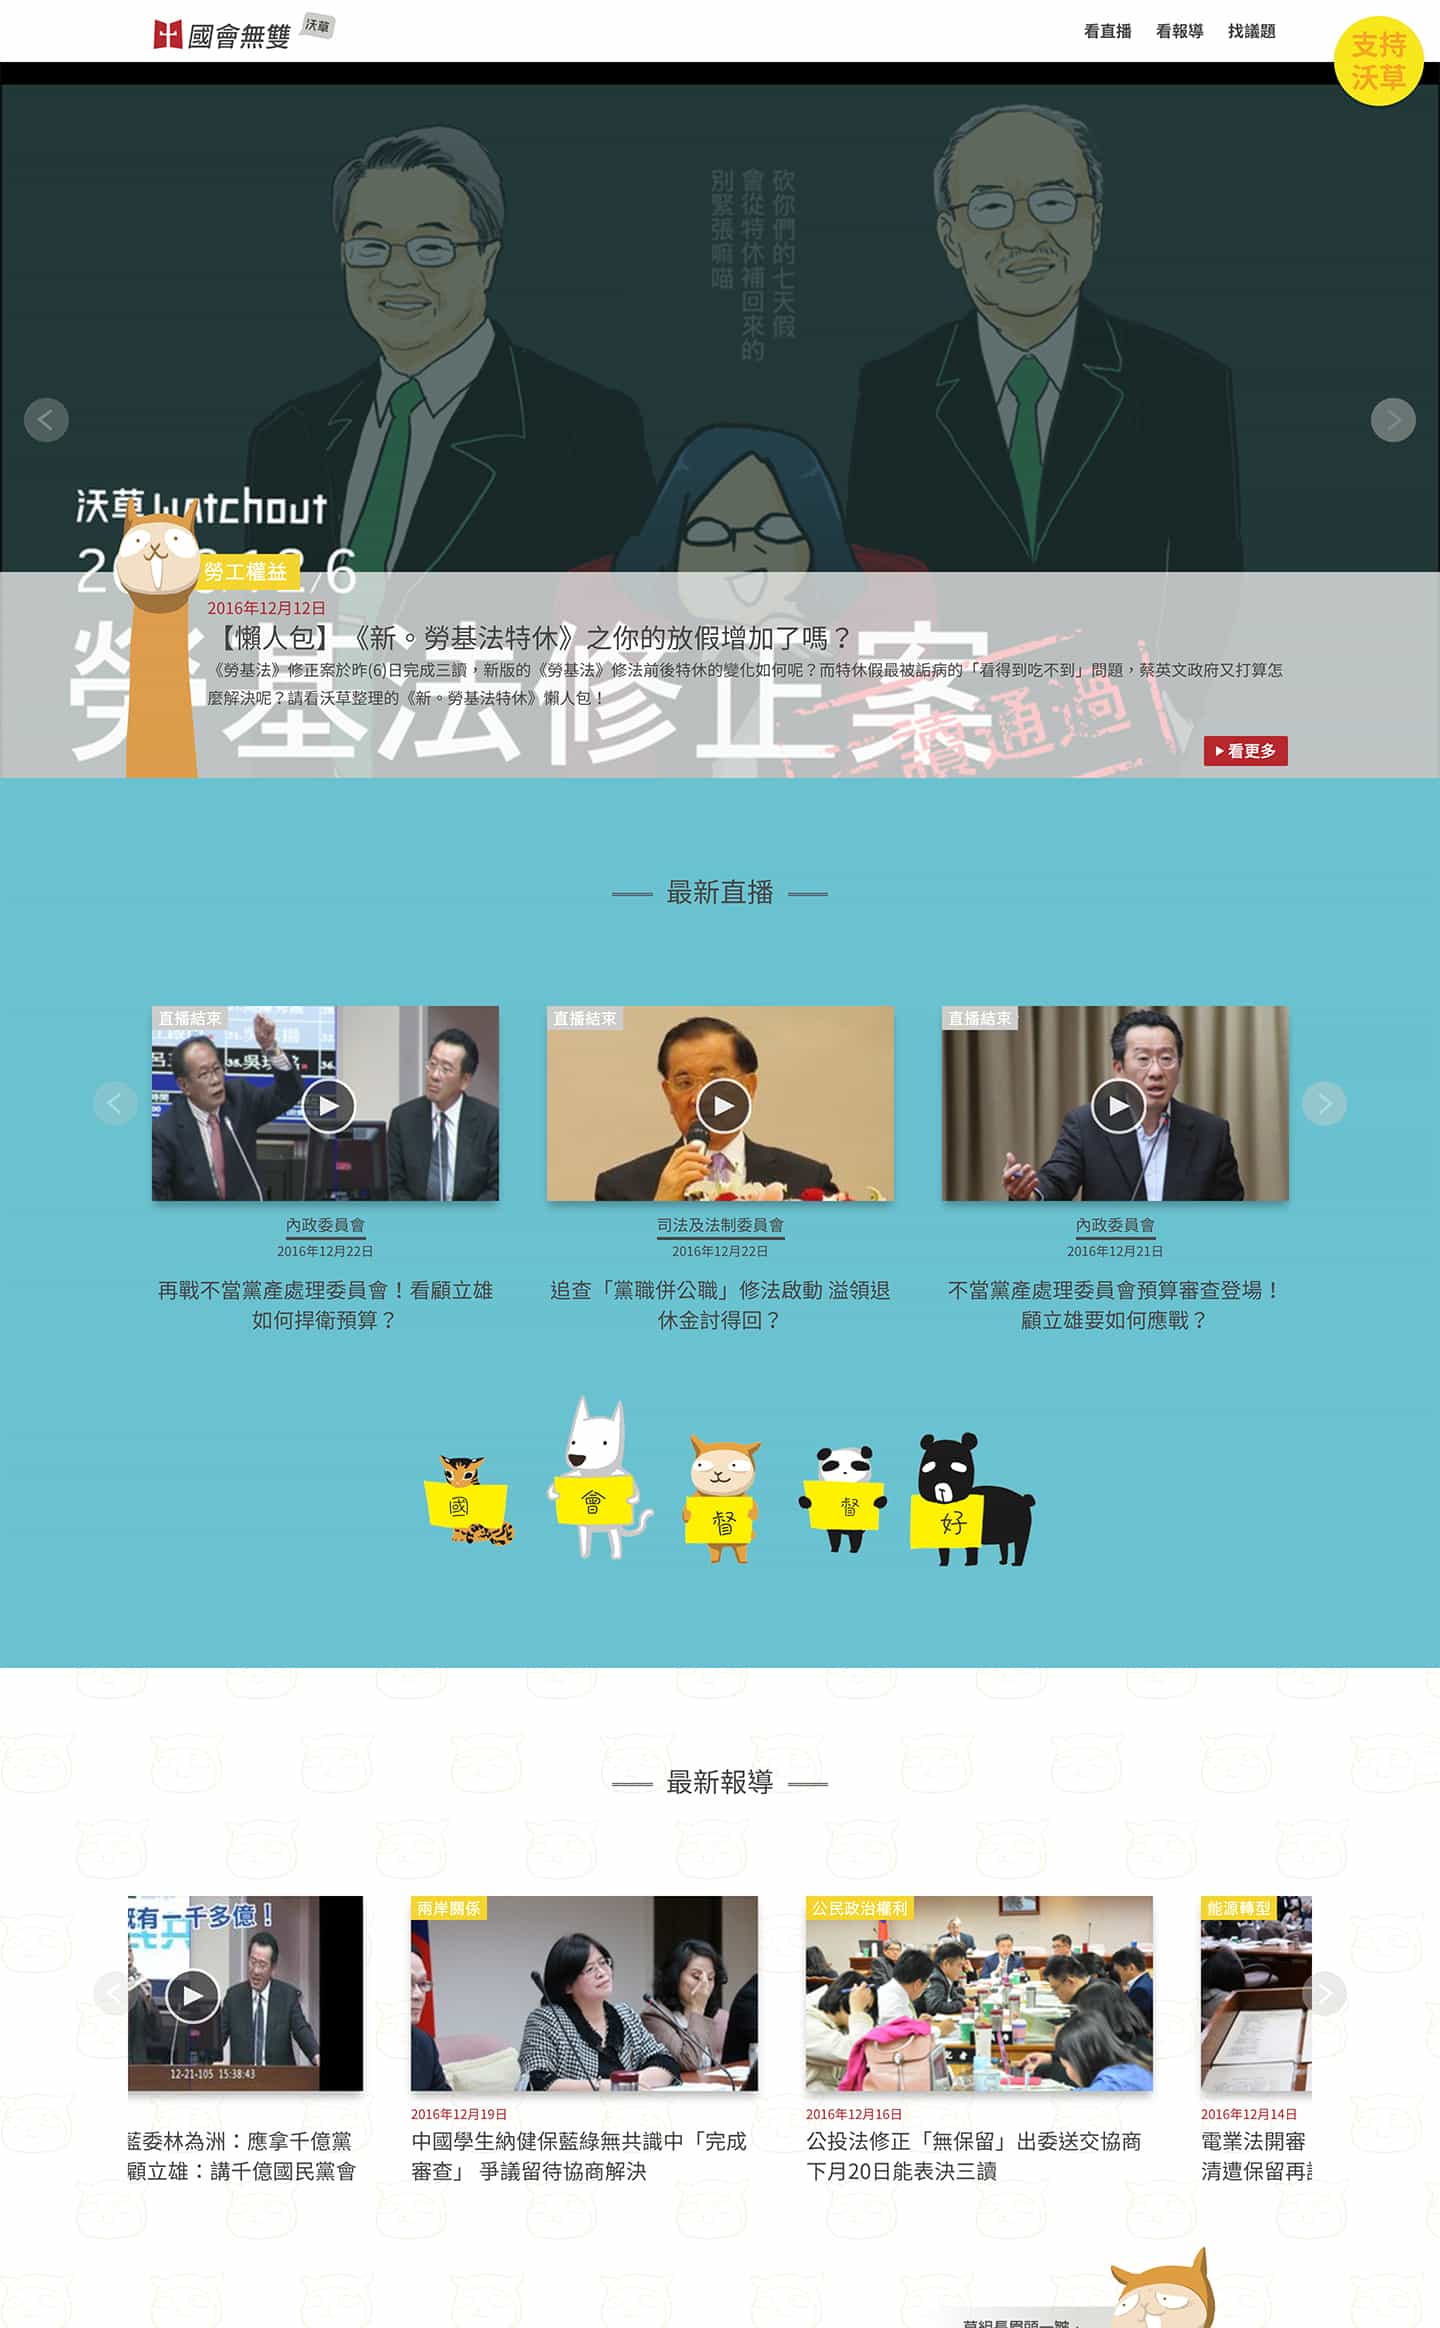 國會無雙
沃草
看直播
看報導
找議題
支持
沃草
砍你們的七天假
會從特休補回來的
別緊張嘛喵
沃草watchout
勞工權益
2016年12月12日
【懶人包】《新。勞基法特休》之你的放假增加了嗎？
《勞基法》修正案於昨(6)日完成三讀，新版的《勞基法》修法前後特休的變化如何呢？而特休假最被詬病的「看得到吃不到」問題，蔡英文政府又打算怎
麼解決呢？請看沃草整理的《新。勞基法特休》懶人包！
勞基法修正案
讀通過
看更多
最新直播
直播結束
直播結束
直播結束
內政委員會
2016年12月22日
再戰不當黨產處理委員會！看顧立雄
如何捍衛預算？
司法及法制委員會
2016年12月22日
追查「黨職併公職」修法啟動 溢領退
休金討得回？
內政委員會
2016年12月21日
不當黨產處理委員會預算審查登場！
顧立雄要如何應戰？
國
會
督
督
好
最新報導
既有一千多億！
12-21-105 15:38:43
藍委林為洲：應拿千億黨
顧立雄：講千億國民黨會
兩岸關係
2016年12月19日
中國學生納健保藍綠無共識中「完成
審查」 爭議留待協商解決
公民政治權利
2016年12月16日
公投法修正「無保留」出委送交協商
下月20日能表決三讀
能源轉型
2016年12月14日
電業法開審
清遭保留再